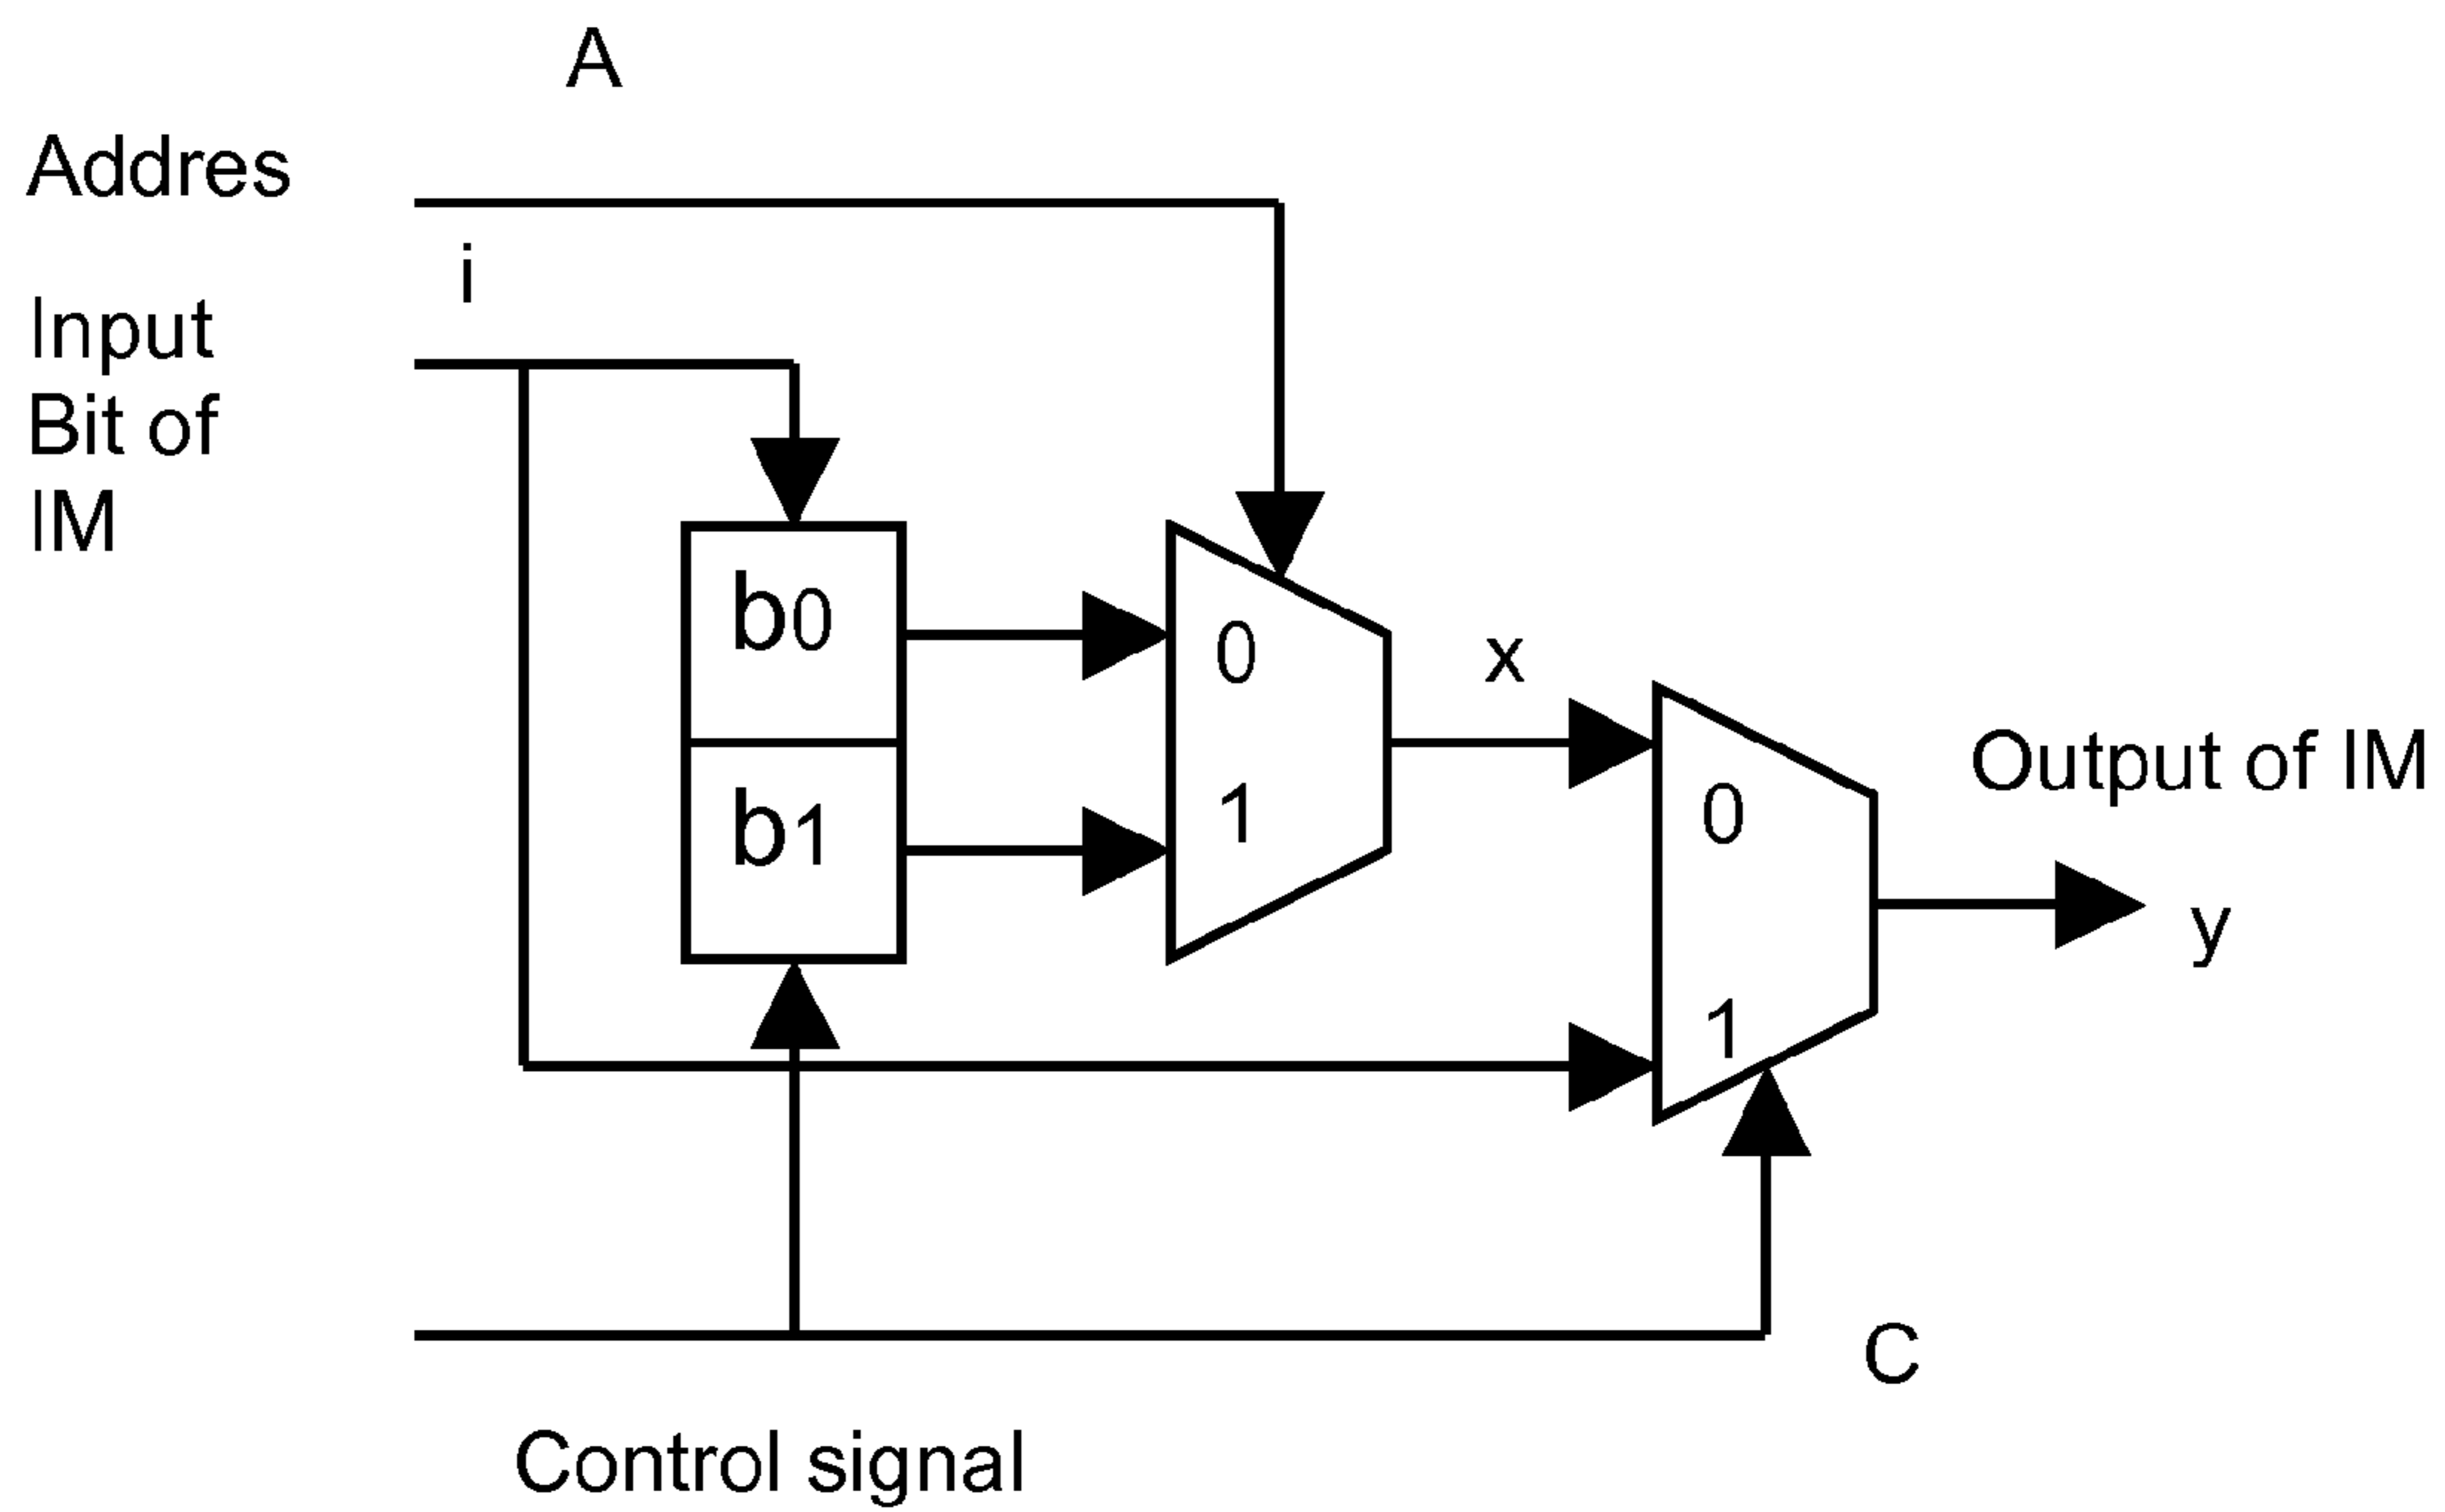 A
Addres
i
Input
Bit of
IM
b0
0
x
b1
1
0
Output of IM
y
1
C
Control signal